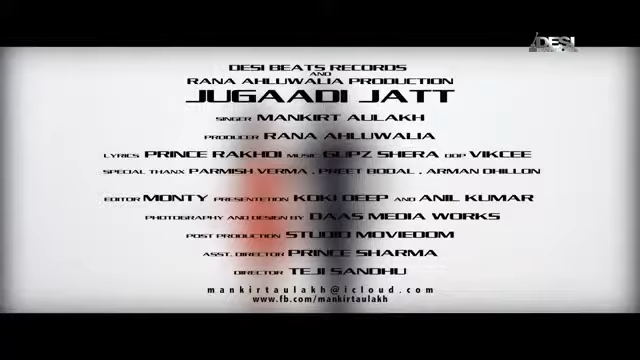 DESI
DESI BEATS RECORDS
AND
RANA AHLUWALIA PRODUCTION
JUGAADI JATT
SINGER MANKIRT AULAKH
PRODUCER RANA AHLUWALIA
LYRICS PRINCE RAKHDI MUSIC GUPZ SHERA DOP VIKCEE
SPECIAL THANX PARMISH VERMA , PREET BODAL , ARMAN DHILLON
EDITOR MONTY PRESENTETION KOKI DEEP AND ANIL KUMAR
PHOTOGRAPHY AND DESIGN BY DAAS MEDIA WORKS
POST PRODUCTION STUDIO MOVIEDOM
ASST. DIRECTOR PRINCE SHARMA
DIRECTOR TEJI SANDHU
mankirtaulakh@icloud.com
www.fb.com/mankirtaulakh